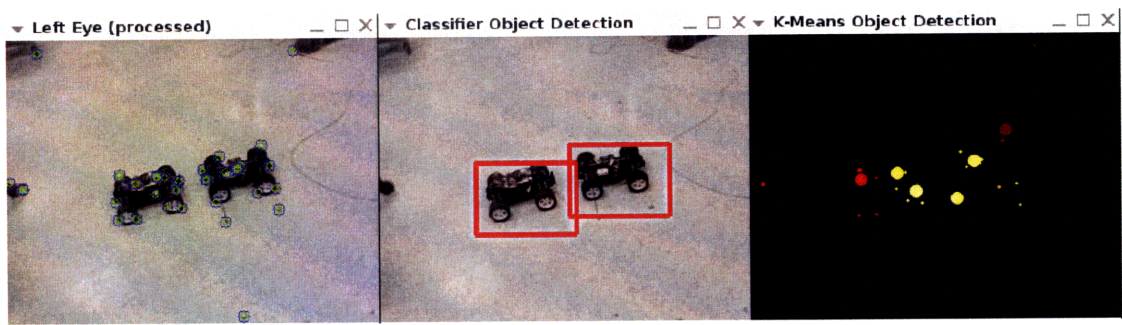 Left Eye (processed)
Classifier Object Detection
K-Means Object Detection